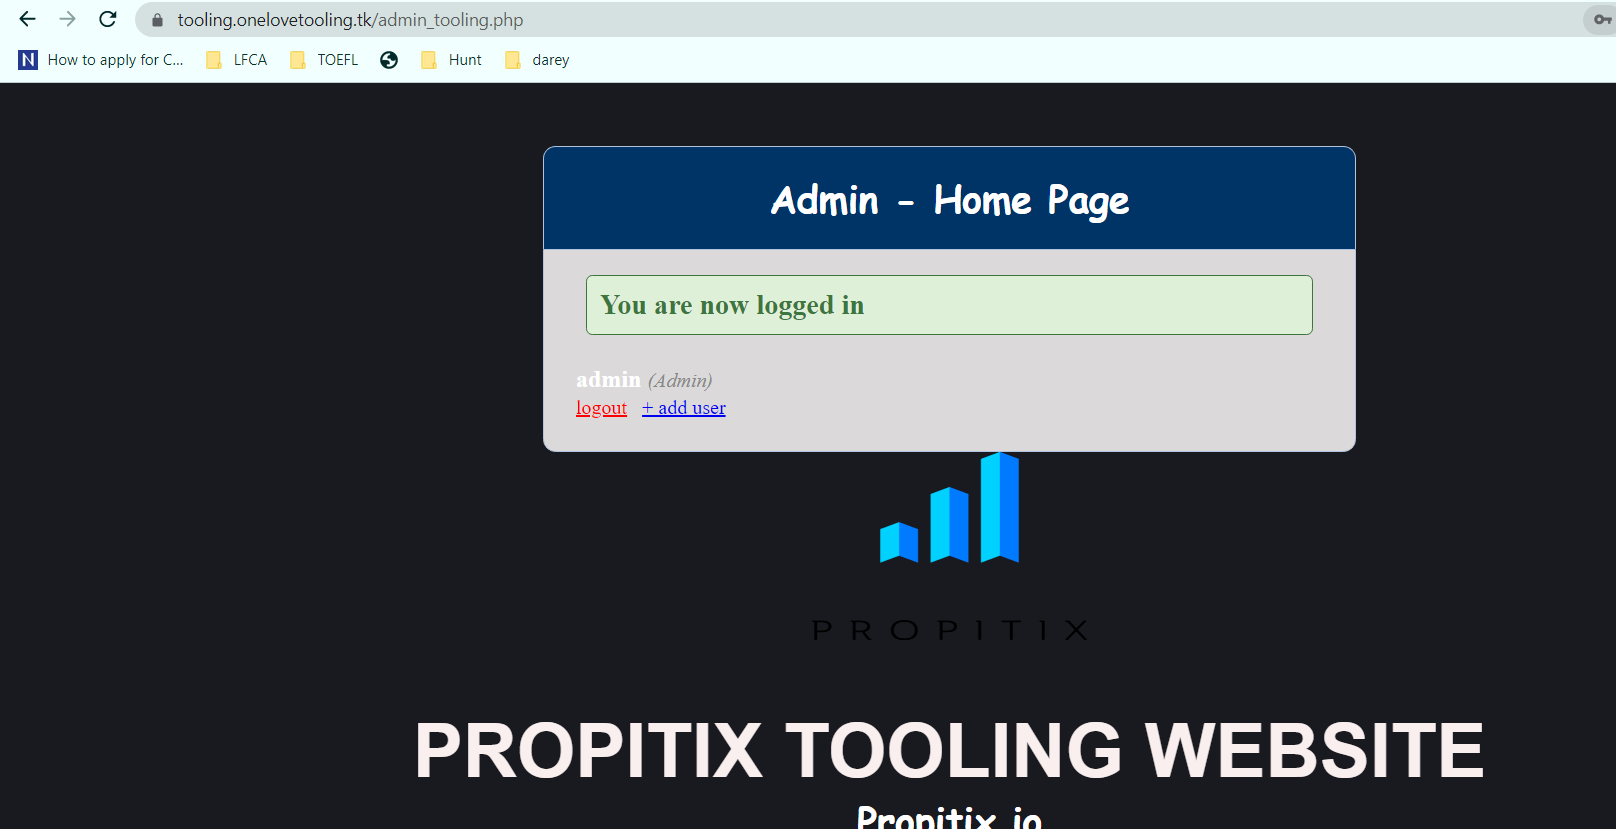 tooling.onelovetooling.tk/admin_tooling.php
N How to apply for C... LFCA TOEFL Hunt darey
Admin - Home Page
You are now logged in
admin (Admin)
logout + add user
PROPITIX
PROPITIX TOOLING WEBSITE
Propitix.io